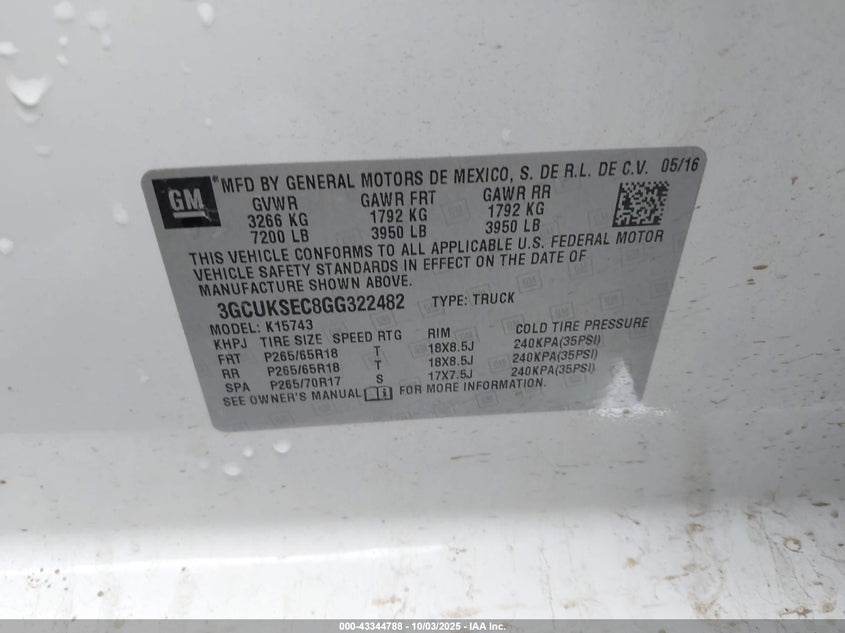 GM
MFD BY GENERAL MOTORS DE MEXICO, S. DE R.L. DE C.V. 05/16
GVWR GAWR FRT GAWR RR
3266 KG 1792 KG 1792 KG
7200 LB 3950 LB 3950 LB
THIS VEHICLE CONFORMS TO ALL APPLICABLE U.S. FEDERAL MOTOR
VEHICLE SAFETY STANDARDS IN EFFECT ON THE DATE OF
MANUFACTURE SHOWN ABOVE.
3GCUKSEC8GG322482 TYPE: TRUCK
MODEL: K15743
KHPJ TIRE SIZE SPEED RTG RIM COLD TIRE PRESSURE
FRT P265/65R18 T 18X8.5J 240KPA(35PSI)
RR P265/65R18 T 18X8.5J 240KPA(35PSI)
SPA P265/70R17 S 17X7.5J 240KPA(35PSI)
SEE OWNER'S MANUAL FOR MORE INFORMATION.
000-43344788 - 10/03/2025 - IAA Inc.